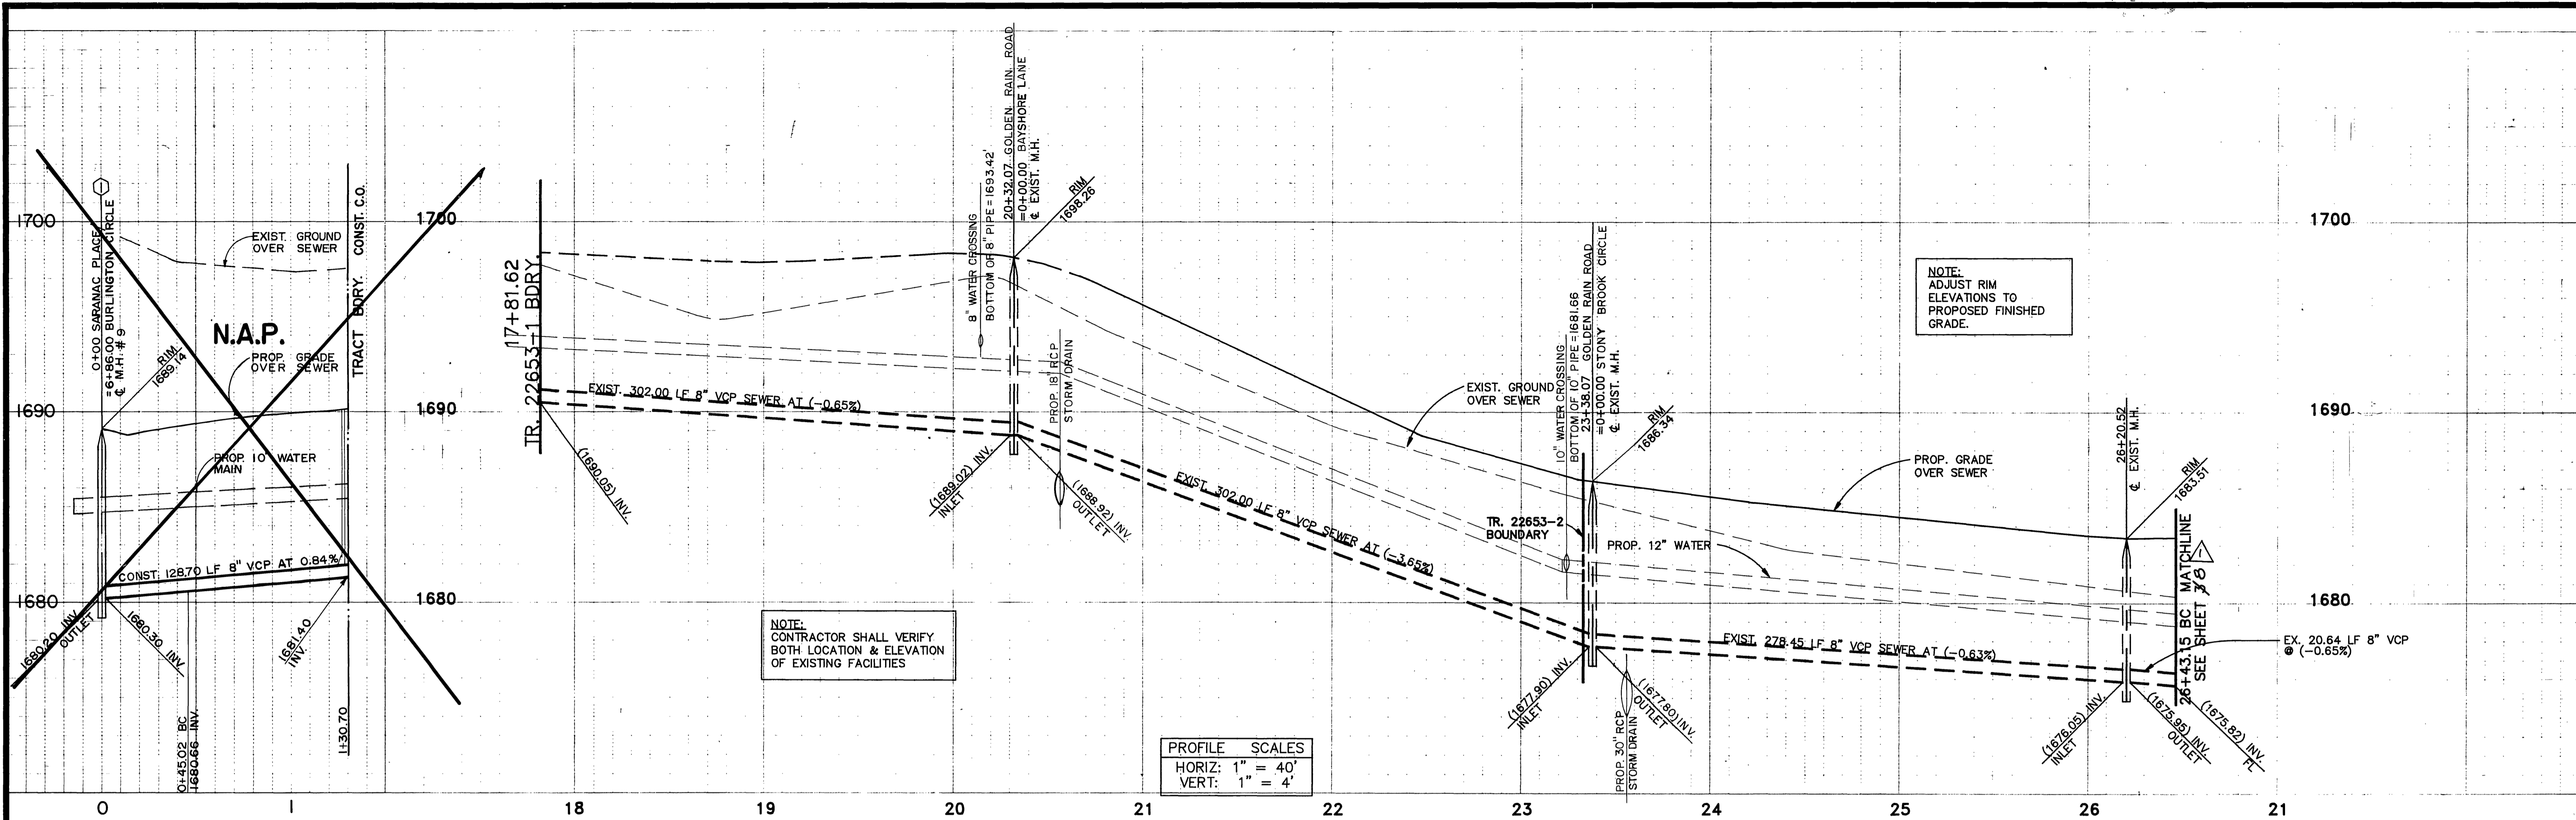 0+00 SARANAC PLACE
=6+86.00 BURLINGTON CIRCLE
℄ M.H. # 9
RIM
1689.14
EXIST. GROUND
OVER SEWER
N.A.P.
PROP. GRADE
OVER SEWER
TRACT BDRY. CONST. C.O.
PROP. 10" WATER
MAIN
CONST. 128.70 LF 8" VCP AT 0.84%
1680.20 INV.
OUTLET
1680.30 INV.
1681.40
INV.
0+45.02 BC
1680.66 INV.
1+30.70
1700
1690
1680
1700
1690
1680
17+81.62
TR. 22653-1 BDRY.
EXIST. 302.00 LF 8" VCP SEWER AT (-0.65%)
(1690.05) INV.
8" WATER CROSSING
BOTTOM OF 8" PIPE = 1693.42'
20+32.07 GOLDEN RAIN ROAD
=0+00.00 BAYSHORE LANE
℄ EXIST. M.H.
RIM
1698.26
PROP. 18" RCP
STORM DRAIN
(1689.02) INV.
INLET
(1688.92) INV.
OUTLET
EXIST. 302.00 LF 8" VCP SEWER AT (-3.65%)
NOTE:
CONTRACTOR SHALL VERIFY
BOTH LOCATION & ELEVATION
OF EXISTING FACILITIES
PROFILE SCALES
HORIZ: 1" = 40'
VERT: 1" = 4'
EXIST. GROUND
OVER SEWER
10" WATER CROSSING
BOTTOM OF 10" PIPE =1681.66
23+38.07 GOLDEN RAIN ROAD
=0+00.00 STONY BROOK CIRCLE
℄ EXIST. M.H.
RIM
1686.34
TR. 22653-2
BOUNDARY
PROP. 12" WATER
(1677.90) INV.
INLET
(1677.80) INV.
OUTLET
PROP. 30" RCP
STORM DRAIN
EXIST. 278.45 LF 8" VCP SEWER AT (-0.63%)
PROP. GRADE
OVER SEWER
NOTE:
ADJUST RIM
ELEVATIONS TO
PROPOSED FINISHED
GRADE.
26+20.52
℄ EXIST. M.H.
RIM
1683.51
26+43.15 BC MATCHLINE
SEE SHEET 8
1
(1676.05) INV.
INLET
(1675.95) INV.
OUTLET
(1675.82) INV.
FL
EX. 20.64 LF 8" VCP
@ (-0.65%)
1700
1690
1680
0 1 18 19 20 21 22 23 24 25 26 21